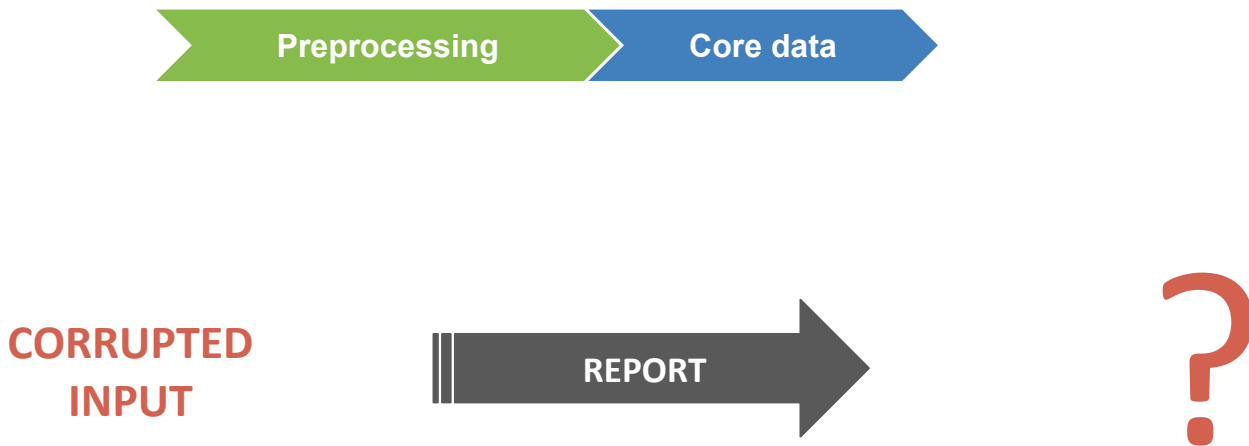 Preprocessing
Core data
CORRUPTED
INPUT
REPORT
?